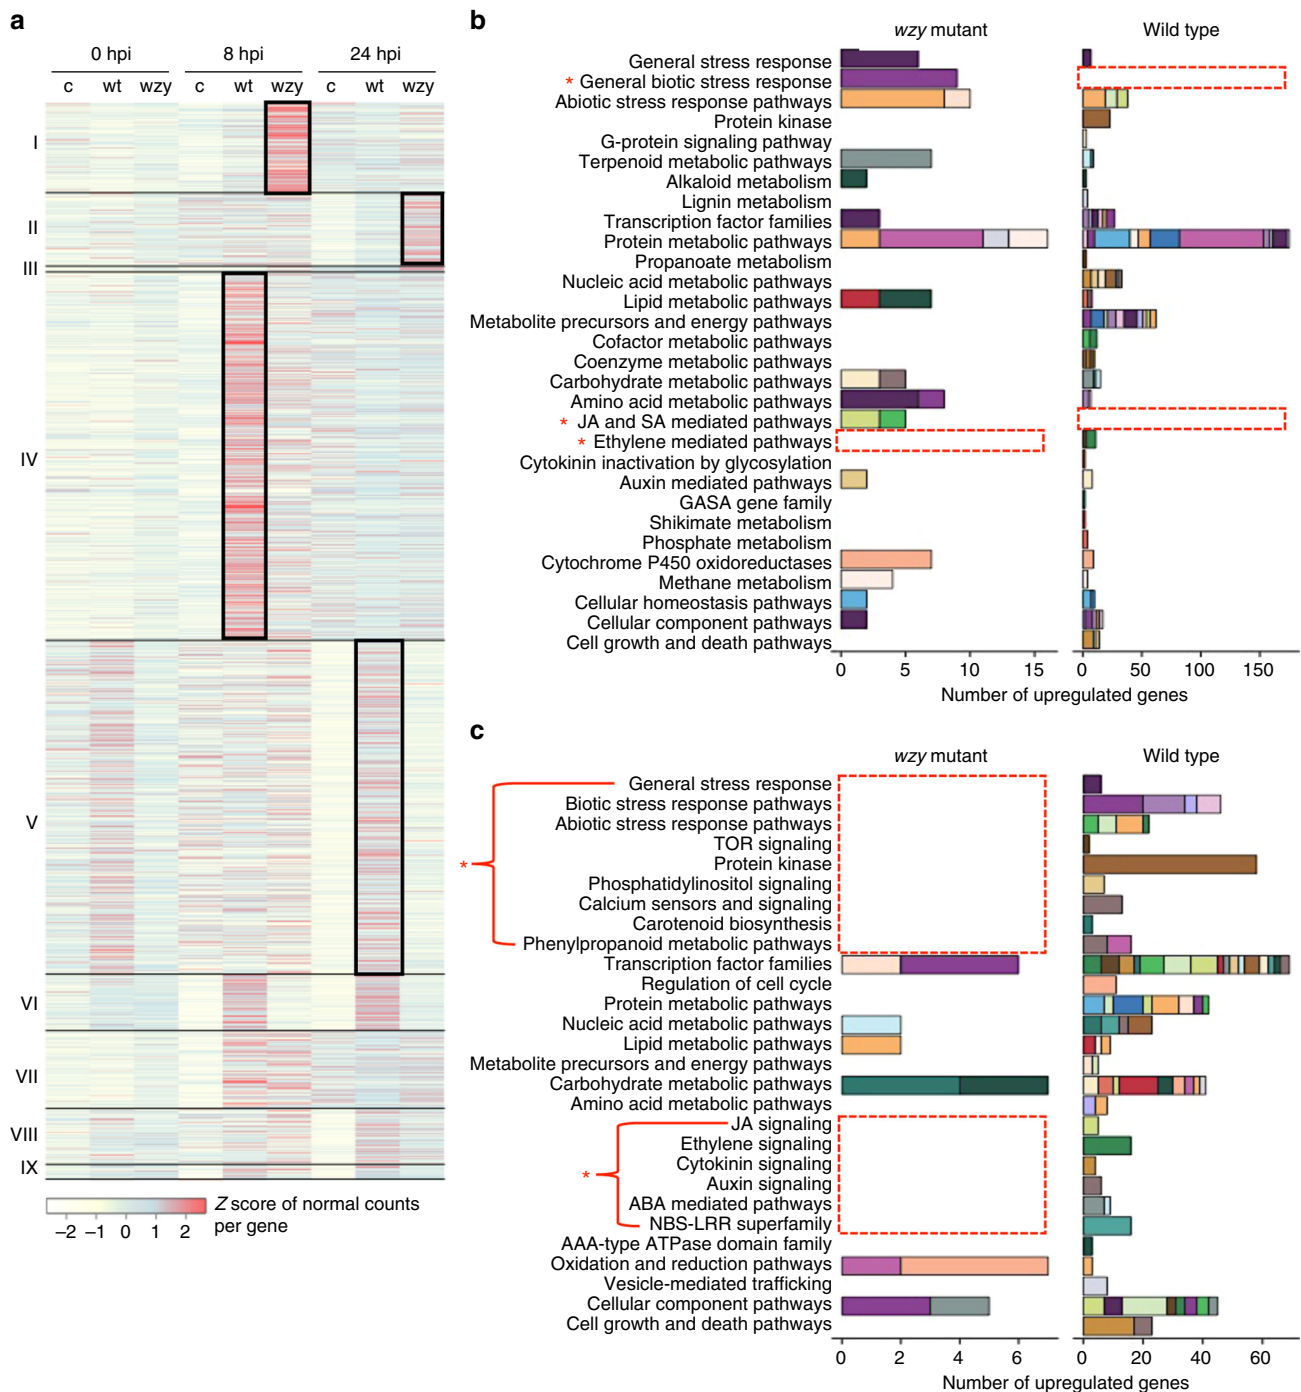 a
0 hpi 8 hpi 24 hpi
c wt wzy c wt wzy c wt wzy
I
II
III
IV
V
VI
VII
VIII
IX
−2 −1 0 1 2
Z score of normal counts
per gene
b
wzy mutant Wild type
General stress response
* General biotic stress response
Abiotic stress response pathways
Protein kinase
G-protein signaling pathway
Terpenoid metabolic pathways
Alkaloid metabolism
Lignin metabolism
Transcription factor families
Protein metabolic pathways
Propanoate metabolism
Nucleic acid metabolic pathways
Lipid metabolic pathways
Metabolite precursors and energy pathways
Cofactor metabolic pathways
Coenzyme metabolic pathways
Carbohydrate metabolic pathways
Amino acid metabolic pathways
* JA and SA mediated pathways
* Ethylene mediated pathways
Cytokinin inactivation by glycosylation
Auxin mediated pathways
GASA gene family
Shikimate metabolism
Phosphate metabolism
Cytochrome P450 oxidoreductases
Methane metabolism
Cellular homeostasis pathways
Cellular component pathways
Cell growth and death pathways
0 5 10 15 0 50 100 150
Number of upregulated genes
c
wzy mutant Wild type
General stress response
Biotic stress response pathways
Abiotic stress response pathways
TOR signaling
* Protein kinase
Phosphatidylinositol signaling
Calcium sensors and signaling
Carotenoid biosynthesis
Phenylpropanoid metabolic pathways
Transcription factor families
Regulation of cell cycle
Protein metabolic pathways
Nucleic acid metabolic pathways
Lipid metabolic pathways
Metabolite precursors and energy pathways
Carbohydrate metabolic pathways
Amino acid metabolic pathways
JA signaling
Ethylene signaling
Cytokinin signaling
* Auxin signaling
ABA mediated pathways
NBS-LRR superfamily
AAA-type ATPase domain family
Oxidation and reduction pathways
Vesicle-mediated trafficking
Cellular component pathways
Cell growth and death pathways
0 2 4 6 0 20 40 60
Number of upregulated genes